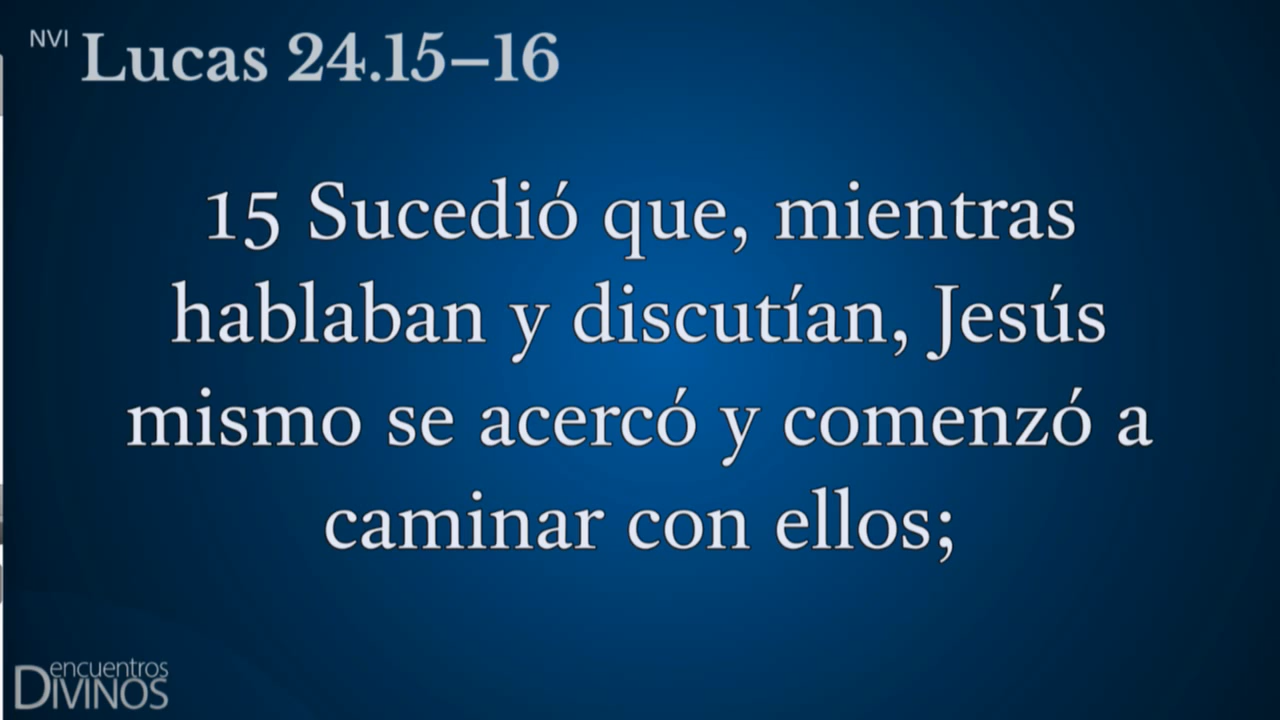 NVI Lucas 24.15–16
15 Sucedió que, mientras
hablaban y discutían, Jesús
mismo se acercó y comenzó a
caminar con ellos;
encuentros
DIVINOS